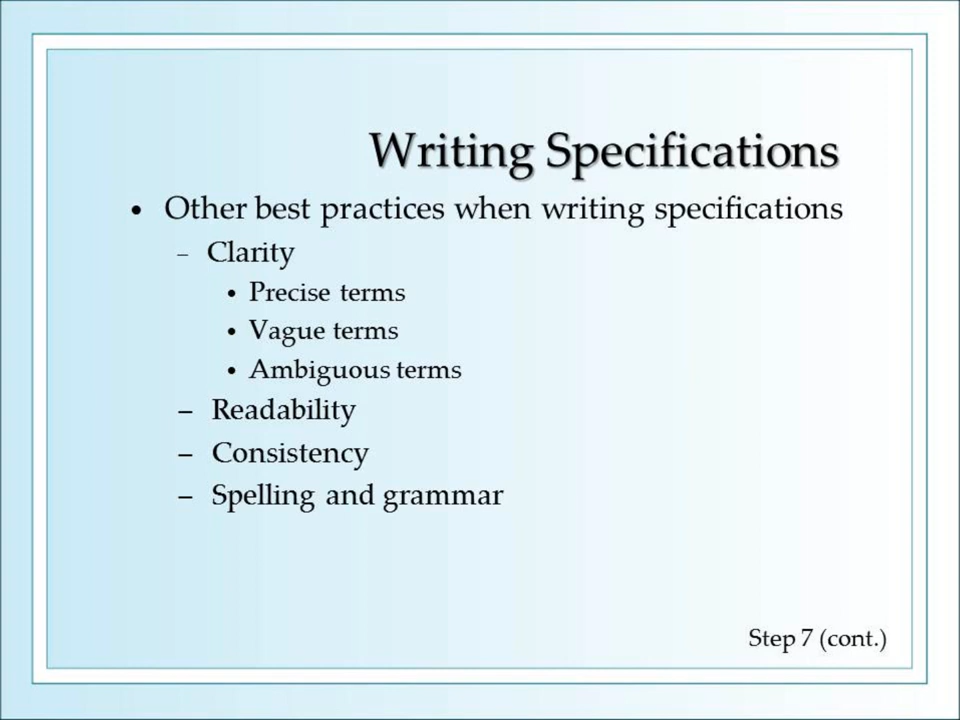 Writing Specifications
• Other best practices when writing specifications
– Clarity
• Precise terms
• Vague terms
• Ambiguous terms
– Readability
– Consistency
– Spelling and grammar
Step 7 (cont.)